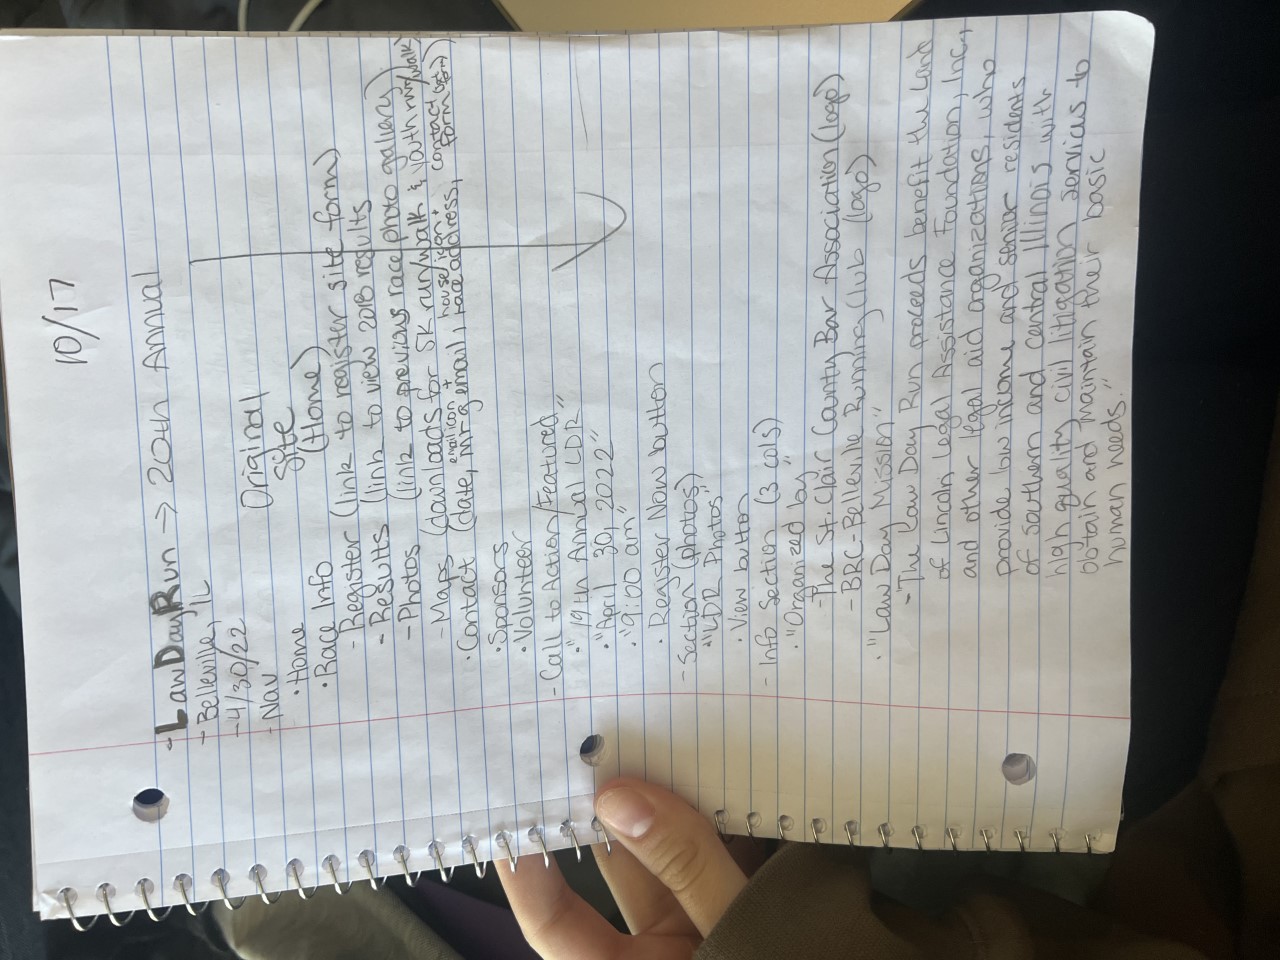 10/17
- LawDayRun → 20th Annual
- Belleville, IL
- 4/30/22
Original Site (Home)
- Nav
• Home
• Race Info
- Register (link to register site form)
- Results (link to view 2018 results
- Photos (link to previous race photo gallery)
- Maps (downloads for 5K run/walk & youth run/walk)
• Contact (date, email icon + email, house icon + race address, contact form)
• Sponsors
• Volunteer
- Call to Action/Featured
• "19th Annual LDR"
• "April 30, 2022"
• "9:00 am"
• Register Now button
- Section (photos)
• "LDR Photos"
• View button
- Info Section (3 cols)
• "Organized by"
- The St. Clair County Bar Association (logo)
- BRC-Belleville Running Club (logo)
• "Law Day Mission"
- "The Law Day Run proceeds benefit the Land
of Lincoln Legal Assistance Foundation, Inc.,
and other legal aid organizations, who
provide low income and senior residents
of southern and central Illinois with
high quality civil litigation services to
obtain and maintain their basic
human needs."